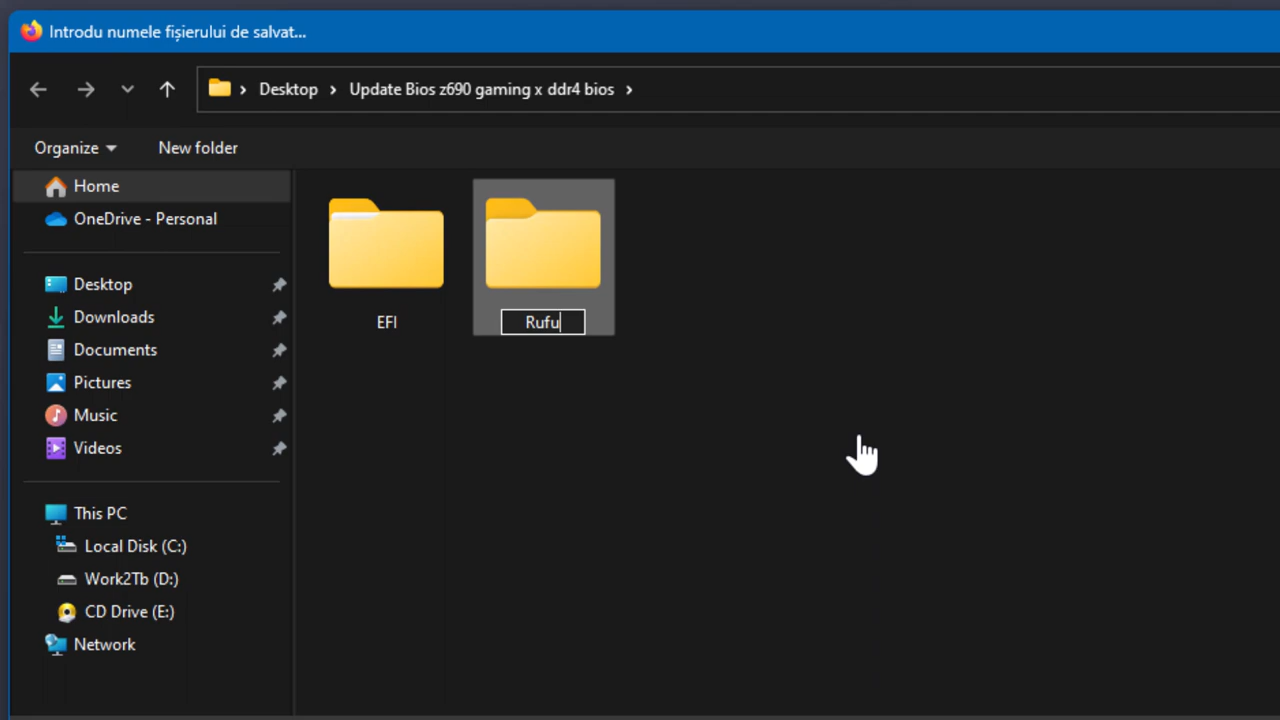 Introdu numele fișierului de salvat...
Desktop
Update Bios z690 gaming x ddr4 bios
Organize
New folder
Home
OneDrive - Personal
Desktop
Downloads
Documents
Pictures
Music
Videos
This PC
Local Disk (C:)
Work2Tb (D:)
CD Drive (E:)
Network
EFI
Rufu